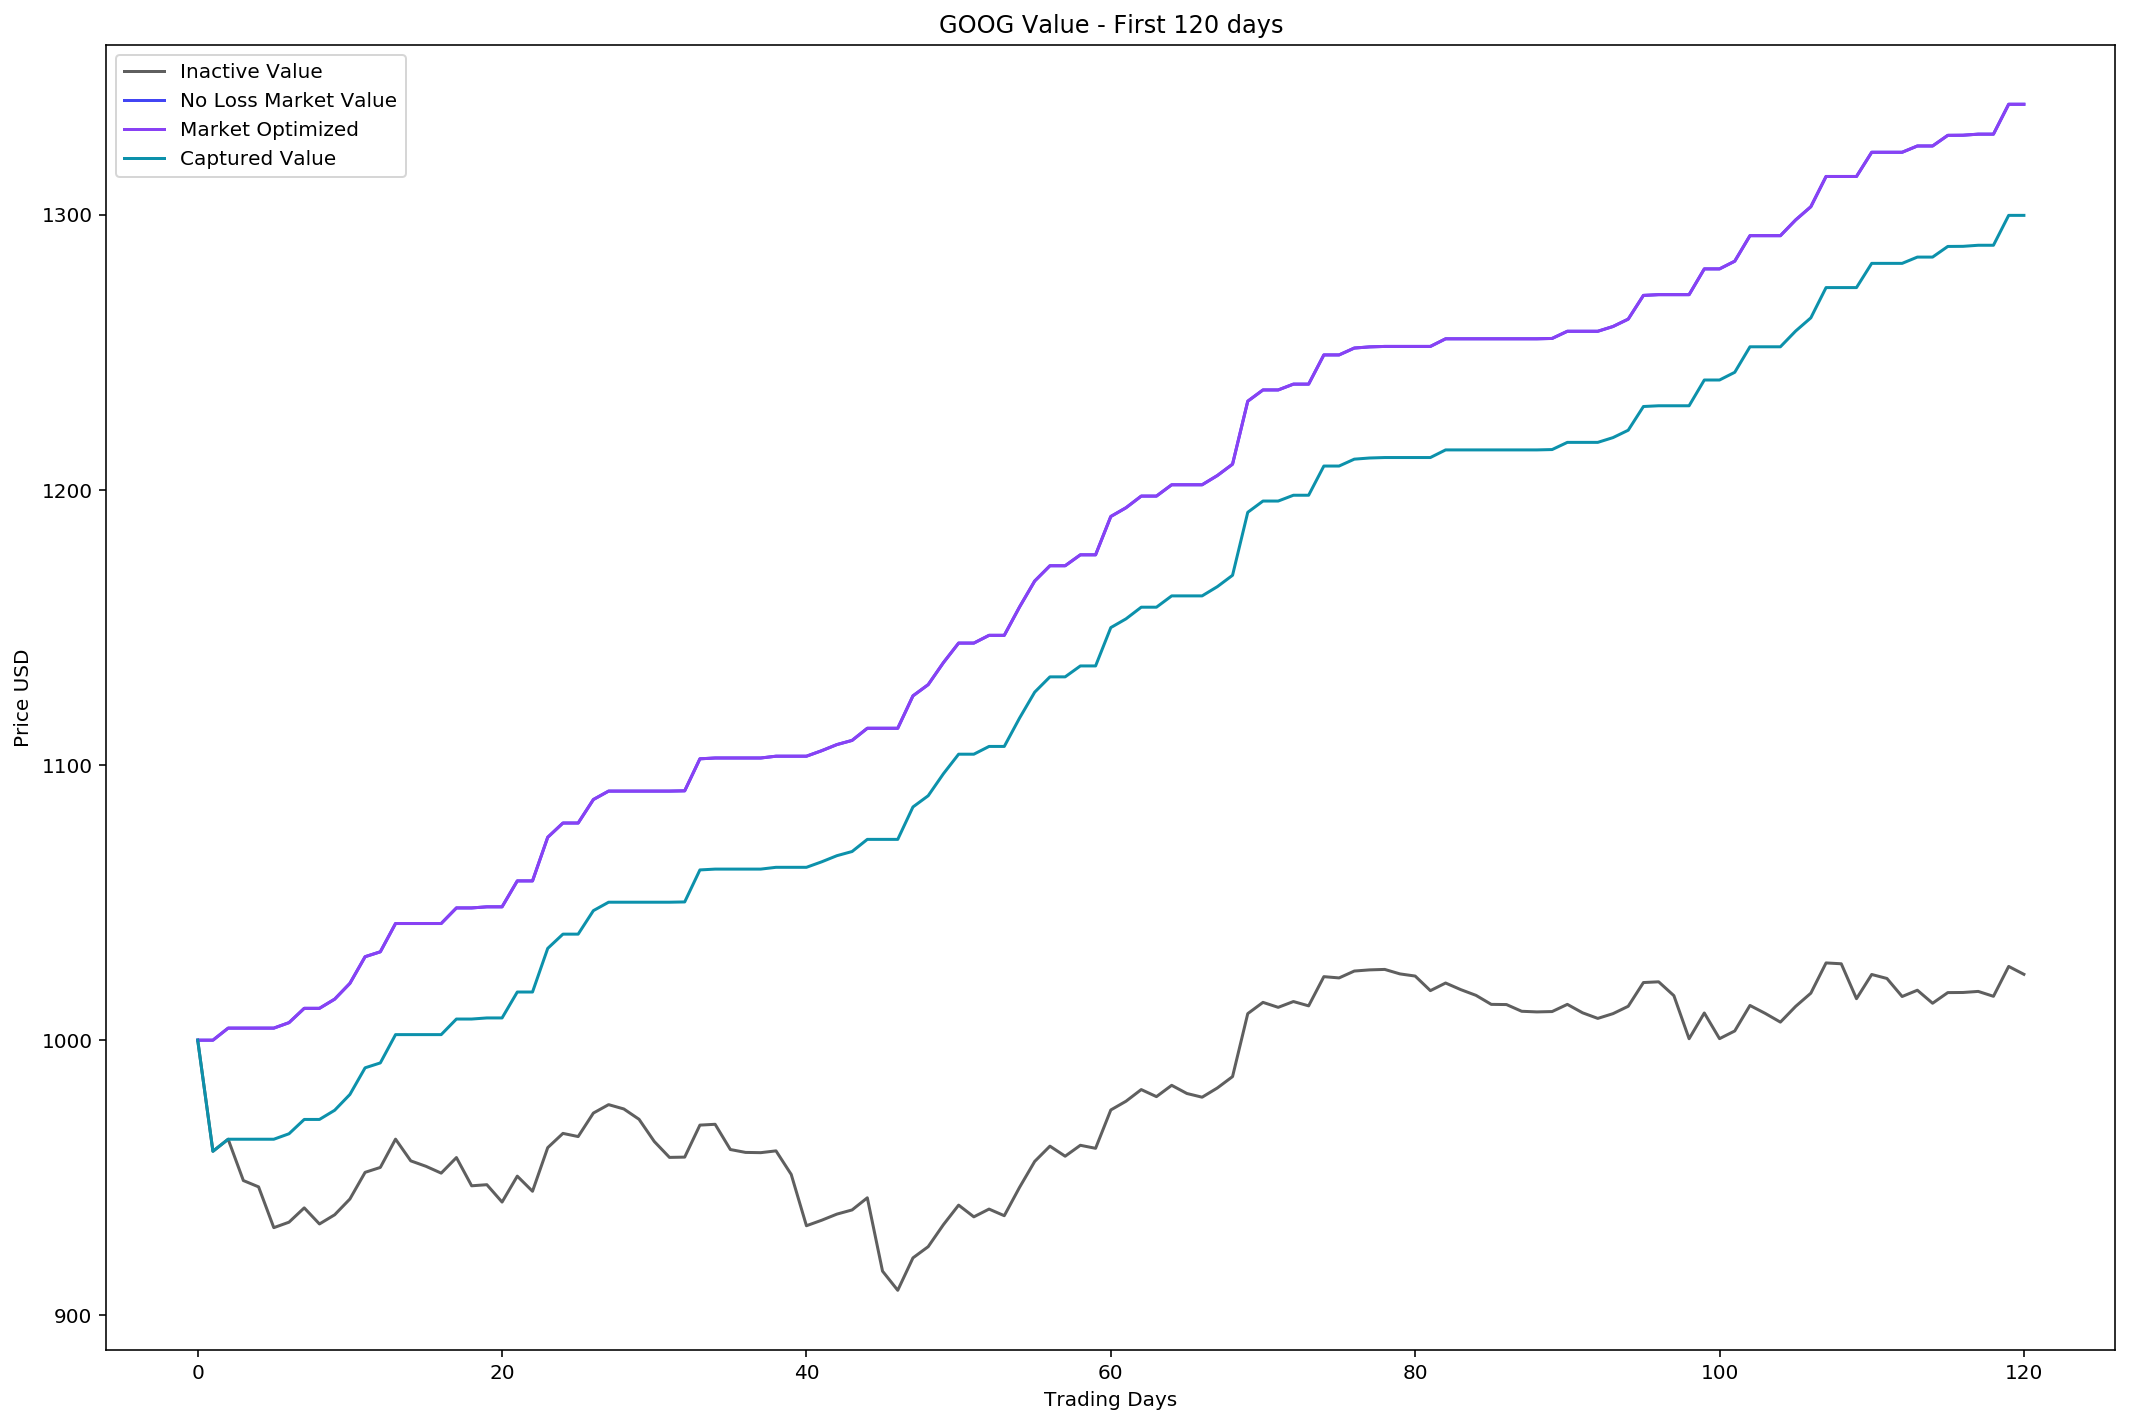 GOOG Value - First 120 days
Inactive Value
No Loss Market Value
Market Optimized
Captured Value
1300
1200
1100
1000
900
Price USD
0 20 40 60 80 100 120
Trading Days